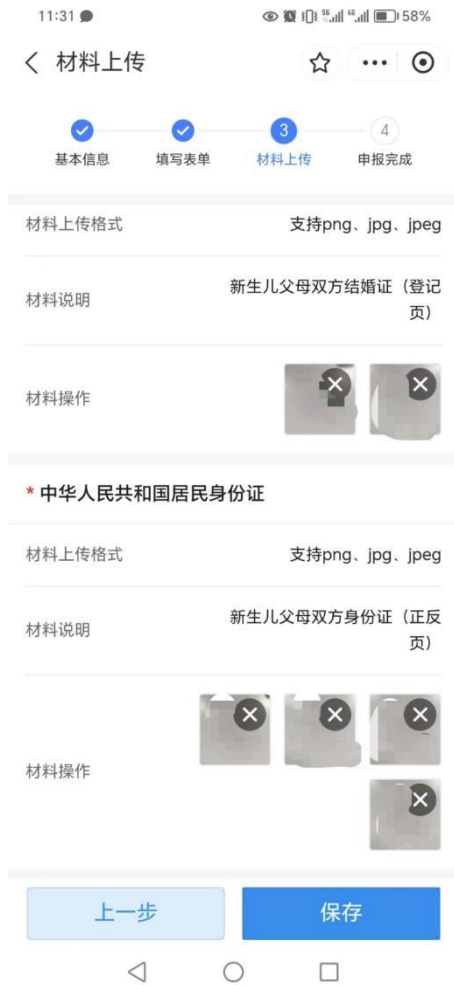 11:31 5G 4G 58%
材料上传
3 4
基本信息 填写表单 材料上传 申报完成
材料上传格式 支持png、jpg、jpeg
材料说明 新生儿父母双方结婚证（登记
页）
材料操作
* 中华人民共和国居民身份证
材料上传格式 支持png、jpg、jpeg
材料说明 新生儿父母双方身份证（正反
页）
材料操作
上一步 保存